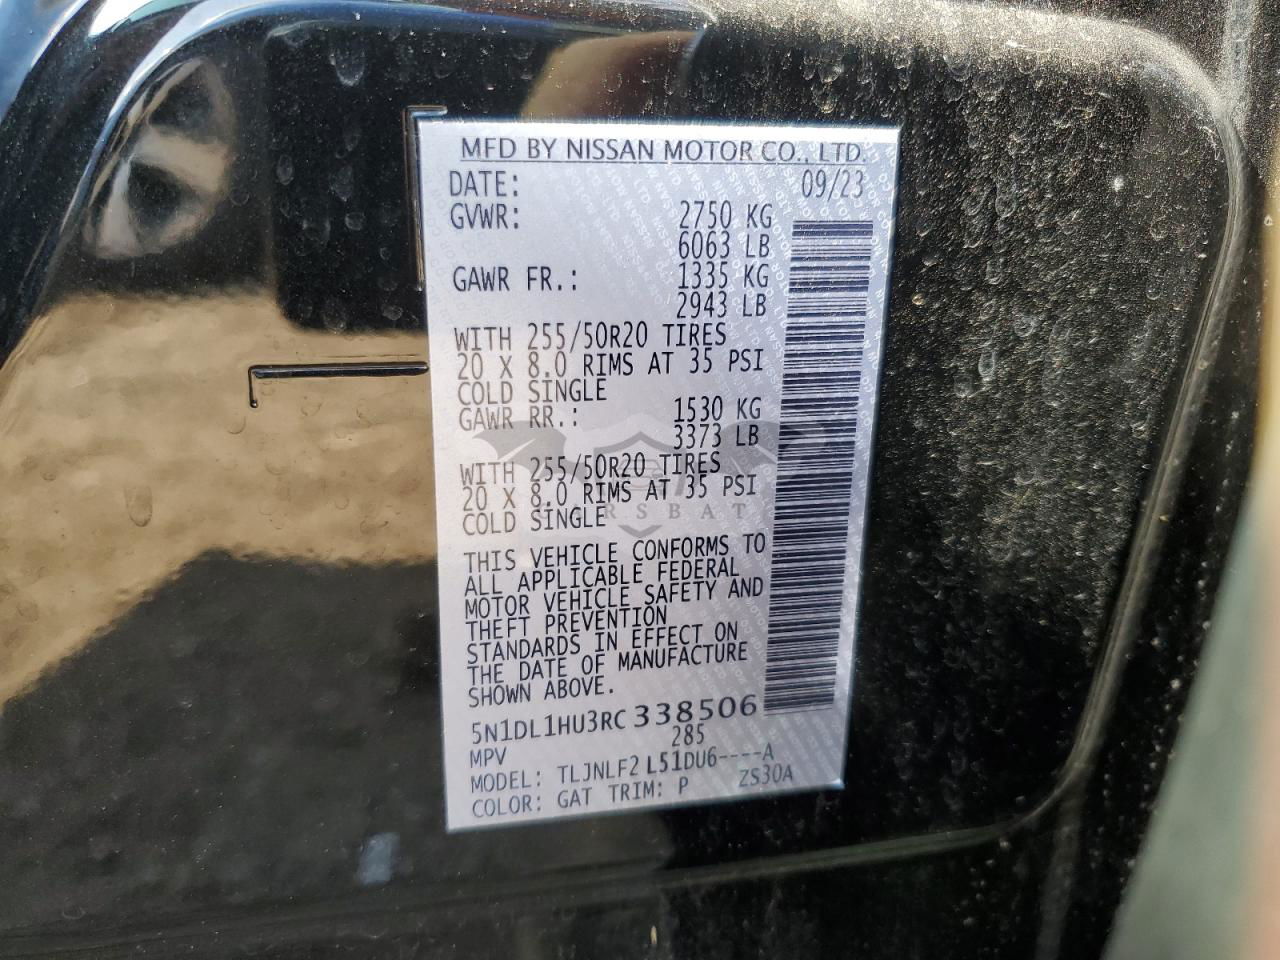 MFD BY NISSAN MOTOR CO., LTD.
DATE: 09/23
GVWR: 2750 KG
6063 LB
GAWR FR.: 1335 KG
2943 LB
WITH 255/50R20 TIRES
20 X 8.0 RIMS AT 35 PSI
COLD SINGLE
GAWR RR.: 1530 KG
3373 LB
WITH 255/50R20 TIRES
20 X 8.0 RIMS AT 35 PSI
COLD SINGLE
THIS VEHICLE CONFORMS TO
ALL APPLICABLE FEDERAL
MOTOR VEHICLE SAFETY AND
THEFT PREVENTION
STANDARDS IN EFFECT ON
THE DATE OF MANUFACTURE
SHOWN ABOVE.
5N1DL1HU3RC338506
MPV 285
MODEL: TLJNLF2 L51DU6----A
COLOR: GAT TRIM: P ZS30A